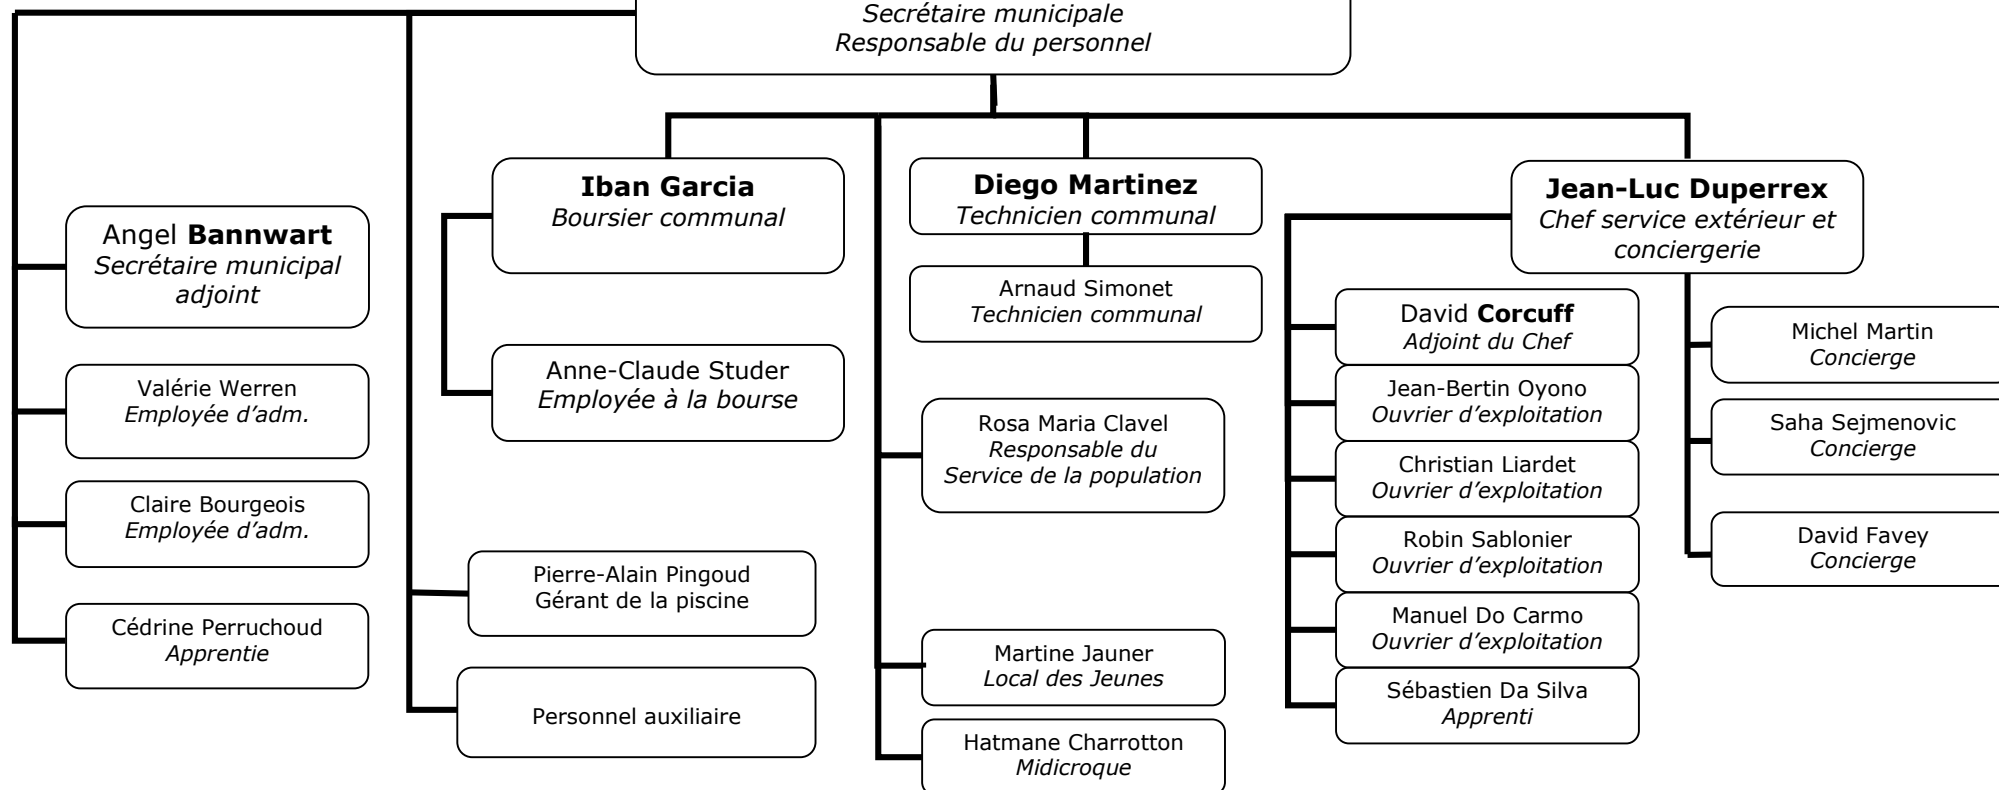 Secrétaire municipale
Responsable du personnel
Angel Bannwart
Secrétaire municipal
adjoint
Valérie Werren
Employée d’adm.
Claire Bourgeois
Employée d’adm.
Cédrine Perruchoud
Apprentie
Iban Garcia
Boursier communal
Anne-Claude Studer
Employée à la bourse
Pierre-Alain Pingoud
Gérant de la piscine
Personnel auxiliaire
Diego Martinez
Technicien communal
Arnaud Simonet
Technicien communal
Rosa Maria Clavel
Responsable du
Service de la population
Martine Jauner
Local des Jeunes
Hatmane Charrotton
Midicroque
Jean-Luc Duperrex
Chef service extérieur et
conciergerie
David Corcuff
Adjoint du Chef
Jean-Bertin Oyono
Ouvrier d’exploitation
Christian Liardet
Ouvrier d’exploitation
Robin Sablonier
Ouvrier d’exploitation
Manuel Do Carmo
Ouvrier d’exploitation
Sébastien Da Silva
Apprenti
Michel Martin
Concierge
Saha Sejmenovic
Concierge
David Favey
Concierge